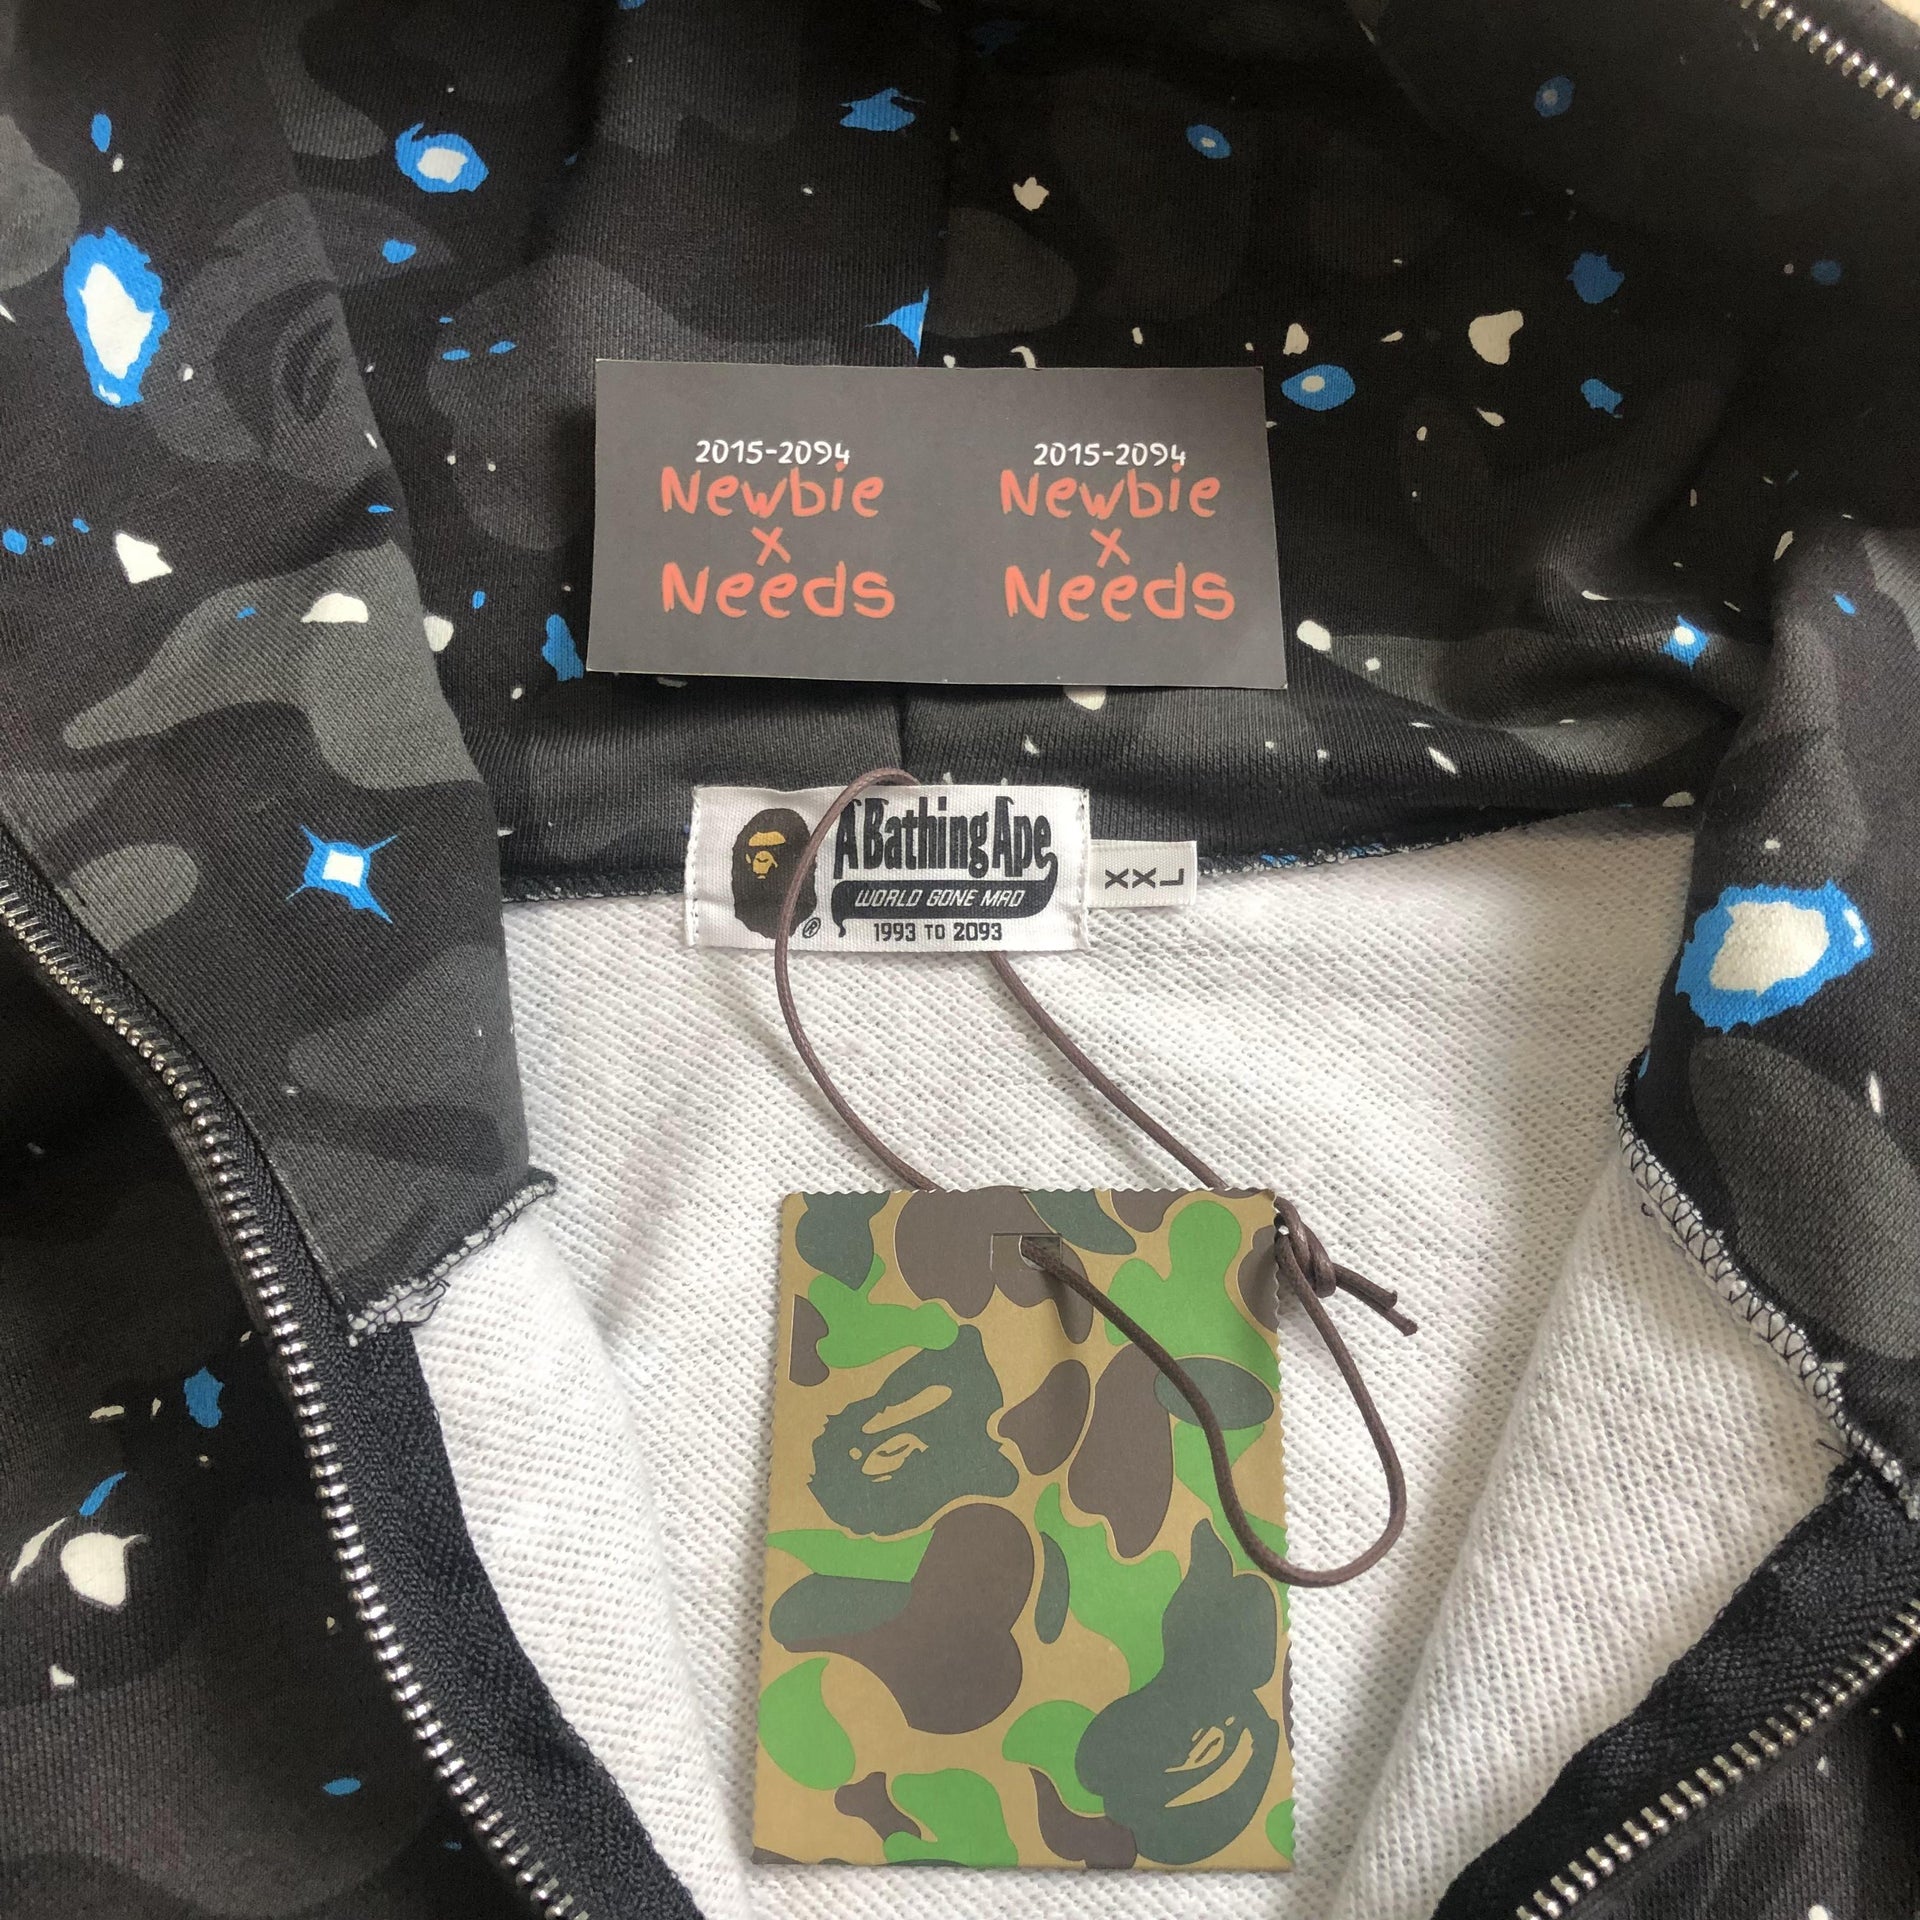 2015-2094
Newbie
x
Needs
2015-2094
Newbie
x
Needs
A Bathing Ape
WORLD GONE MAD
1993 TO 2093
®
XXL